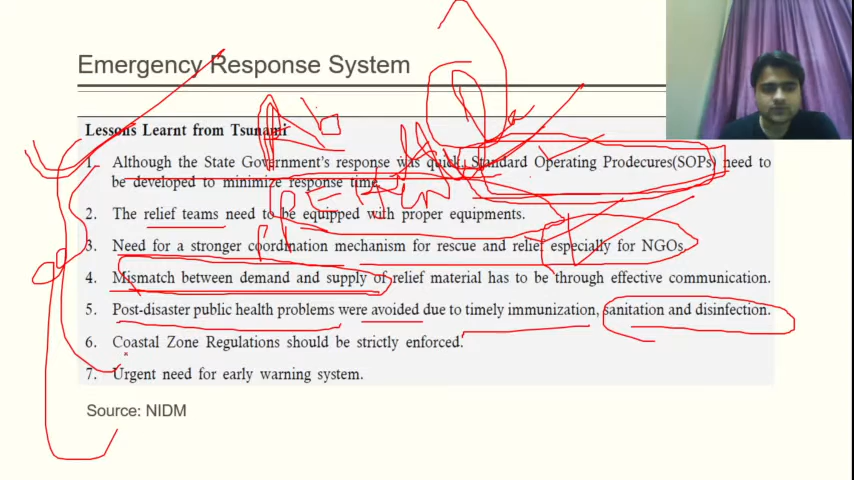 Emergency Response System
Lessons Learnt from Tsunami
1. Although the State Government's response was quick, Standard Operating Prodecures(SOPs) need to
be developed to minimize response time.
2. The relief teams need to be equipped with proper equipments.
3. Need for a stronger coordination mechanism for rescue and relief especially for NGOs.
4. Mismatch between demand and supply of relief material has to be through effective communication.
5. Post-disaster public health problems were avoided due to timely immunization, sanitation and disinfection.
6. Coastal Zone Regulations should be strictly enforced.
7. Urgent need for early warning system.
Source: NIDM